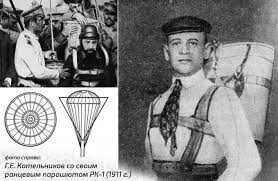 фото справа:
Г.Е. Котельников со своим
ранцевым парашютом РК-1 (1911 г.)